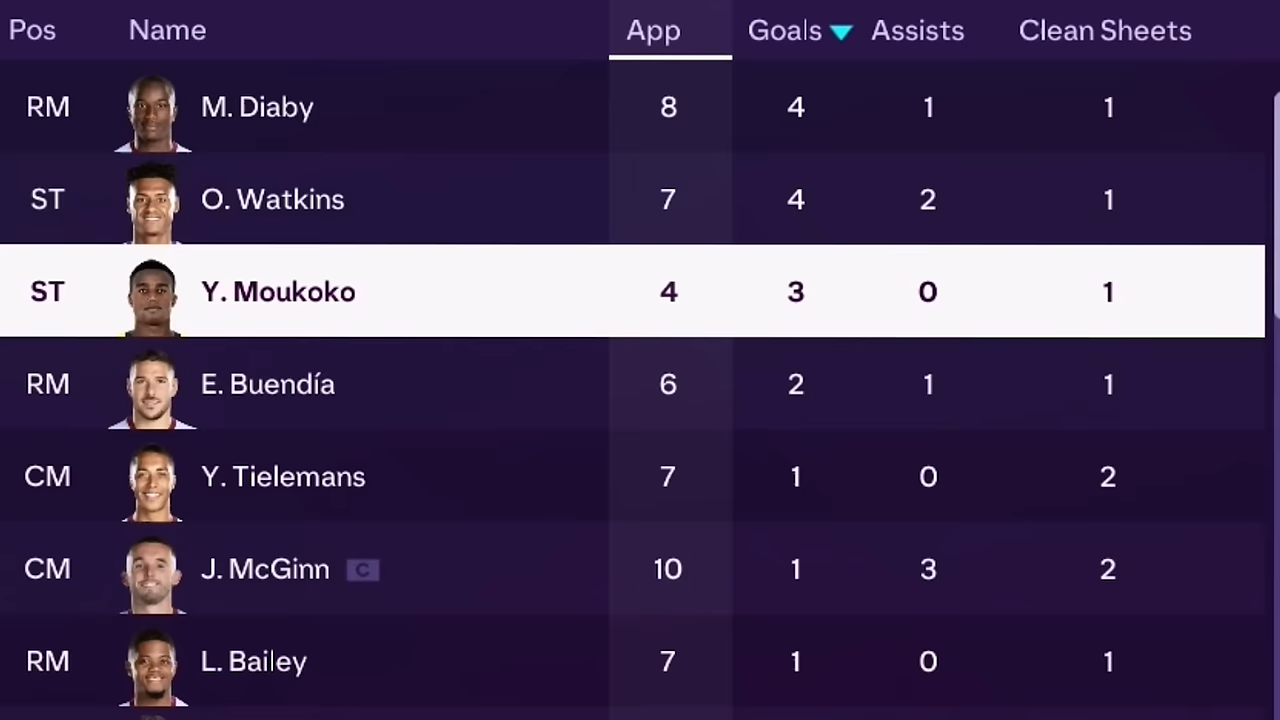 Pos Name App Goals Assists Clean Sheets
RM M. Diaby 8 4 1 1
ST O. Watkins 7 4 2 1
ST Y. Moukoko 4 3 0 1
RM E. Buendía 6 2 1 1
CM Y. Tielemans 7 1 0 2
CM J. McGinn C 10 1 3 2
RM L. Bailey 7 1 0 1